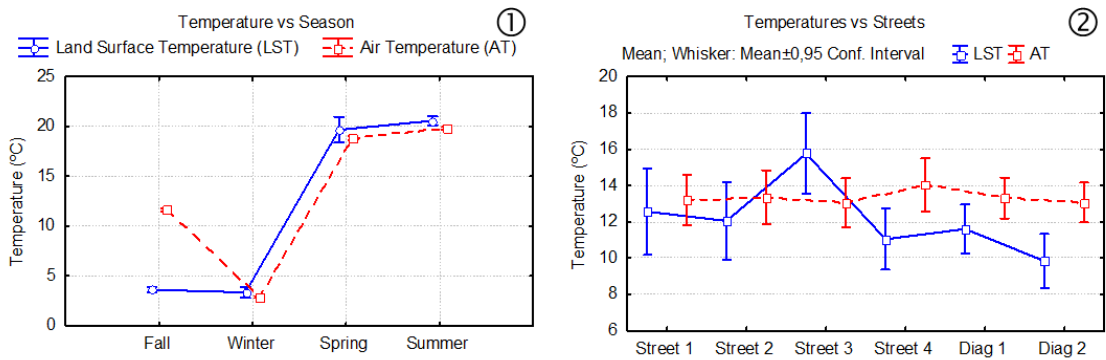 Temperature vs Season
①
Land Surface Temperature (LST) Air Temperature (AT)
Temperature (ºC)
25
20
15
10
5
0
Fall Winter Spring Summer
Temperatures vs Streets
②
Mean; Whisker: Mean±0,95 Conf. Interval LST AT
Temperature (ºC)
20
18
16
14
12
10
8
6
Street 1 Street 2 Street 3 Street 4 Diag 1 Diag 2